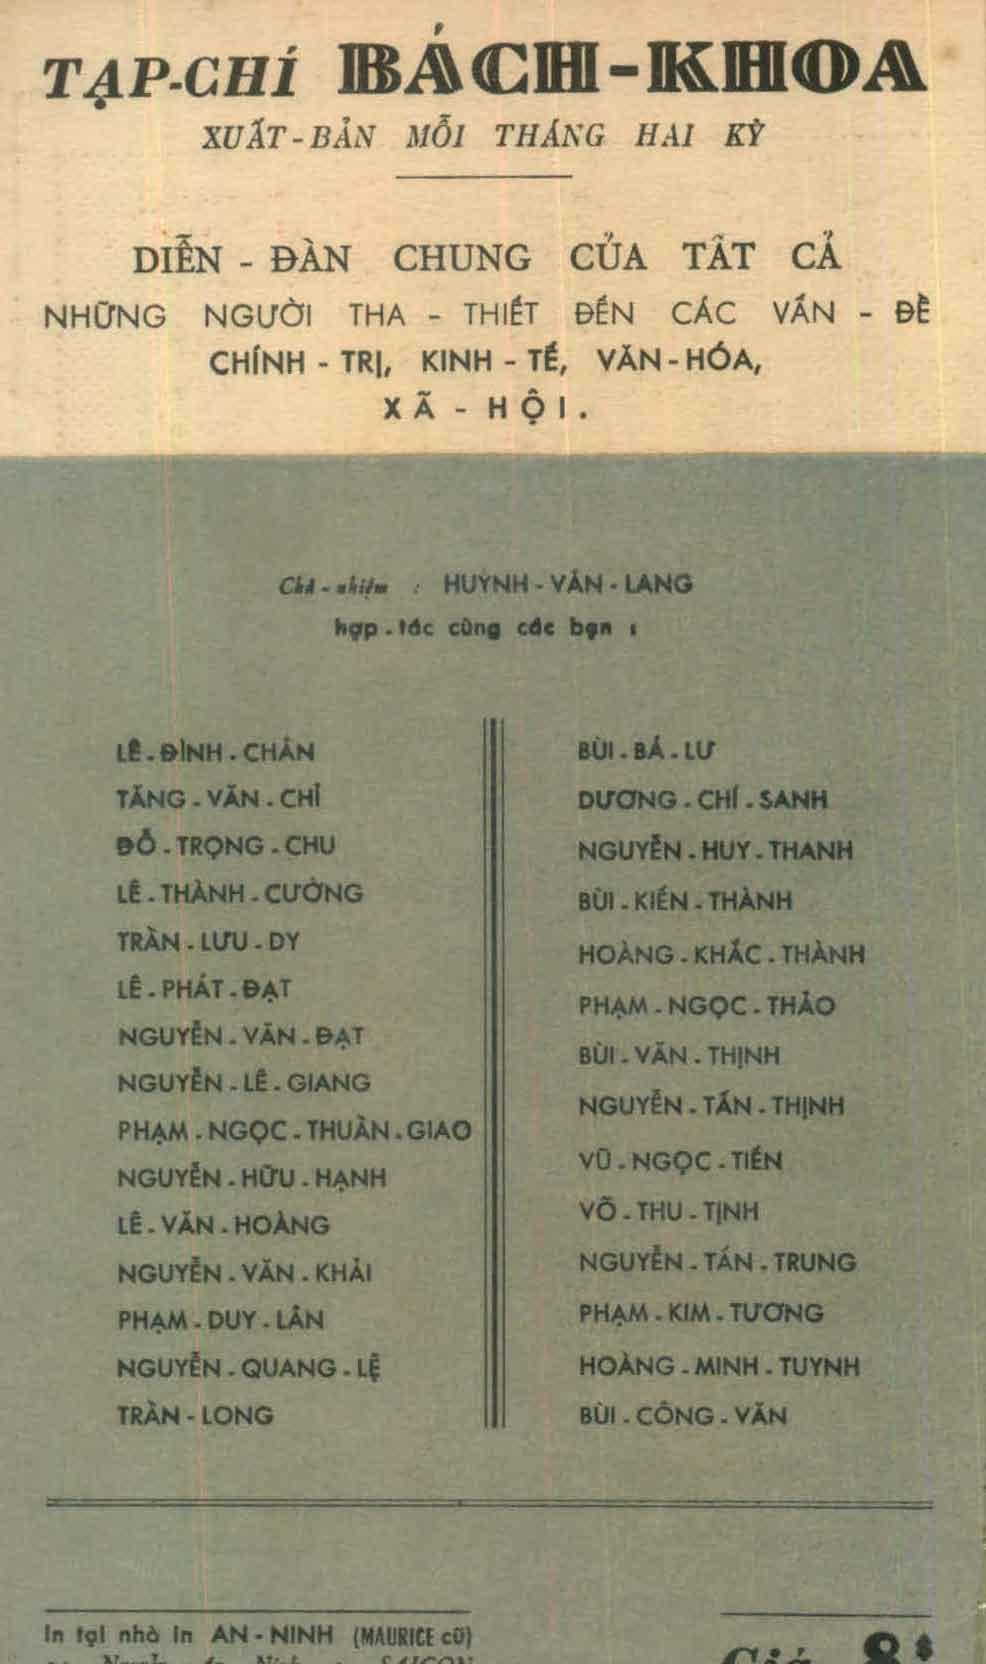 TẠP-CHÍ BÁCH-KHOA
XUẤT-BẢN MỖI THÁNG HAI KỲ
DIỄN - ĐÀN CHUNG CỦA TẤT CẢ
NHỮNG NGƯỜI THA - THIẾT ĐẾN CÁC VẤN - ĐỀ
CHÍNH - TRỊ, KINH - TẾ, VĂN - HÓA,
XÃ - HỘI.
Chủ - nhiệm : HUỲNH - VĂN - LANG
hợp - tác cùng các bạn :
LÊ - ĐÌNH - CHÂN
TĂNG - VĂN - CHỈ
ĐỖ - TRỌNG - CHU
LÊ - THÀNH - CƯỜNG
TRẦN - LƯU - DY
LÊ - PHÁT - ĐẠT
NGUYỄN - VĂN - ĐẠT
NGUYỄN - LÊ - GIANG
PHẠM - NGỌC - THUẦN - GIAO
NGUYỄN - HỮU - HẠNH
LÊ - VĂN - HOÀNG
NGUYỄN - VĂN - KHẢI
PHẠM - DUY - LÂN
NGUYỄN - QUANG - LỆ
TRẦN - LONG
BÙI - BÁ - LƯ
DƯƠNG - CHÍ - SANH
NGUYỄN - HUY - THANH
BÙI - KIẾN - THÀNH
HOÀNG - KHẮC - THÀNH
PHẠM - NGỌC - THẢO
BÙI - VĂN - THỊNH
NGUYỄN - TẤN - THỊNH
VŨ - NGỌC - TIẾN
VÕ - THU - TỊNH
NGUYỄN - TẤN - TRUNG
PHẠM - KIM - TƯƠNG
HOÀNG - MINH - TUYNH
BÙI - CÔNG - VĂN
In tại nhà in AN - NINH (MAURICE cũ)
SAIGON
Giá 8$